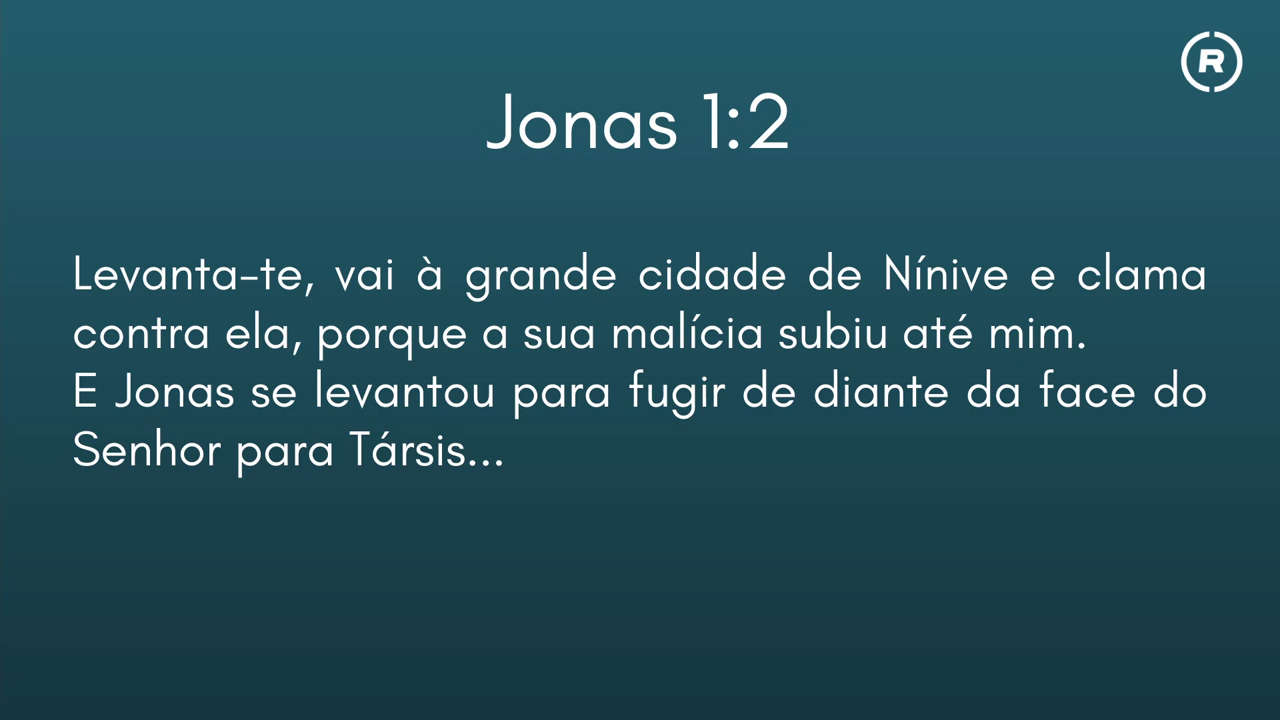 R
Jonas 1:2
Levanta-te, vai à grande cidade de Nínive e clama
contra ela, porque a sua malícia subiu até mim.
E Jonas se levantou para fugir de diante da face do
Senhor para Társis...